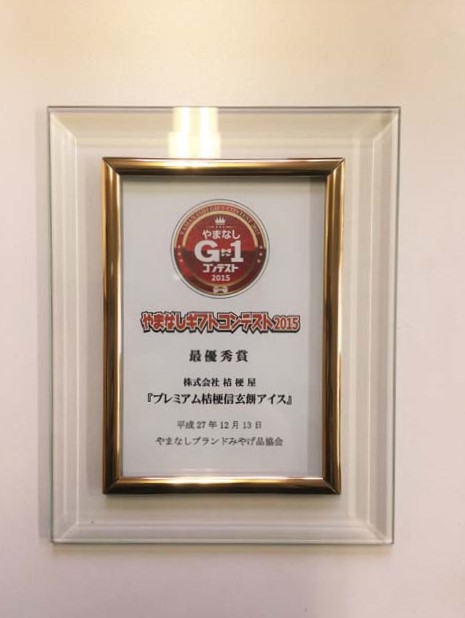 やまなし
G-1
コンテスト
2015
やまなしギフトコンテスト2015
最優秀賞
株式会社 桔梗屋
『プレミアム桔梗信玄餅アイス』
平成27年12月13日
やまなしブランドみやげ品協会